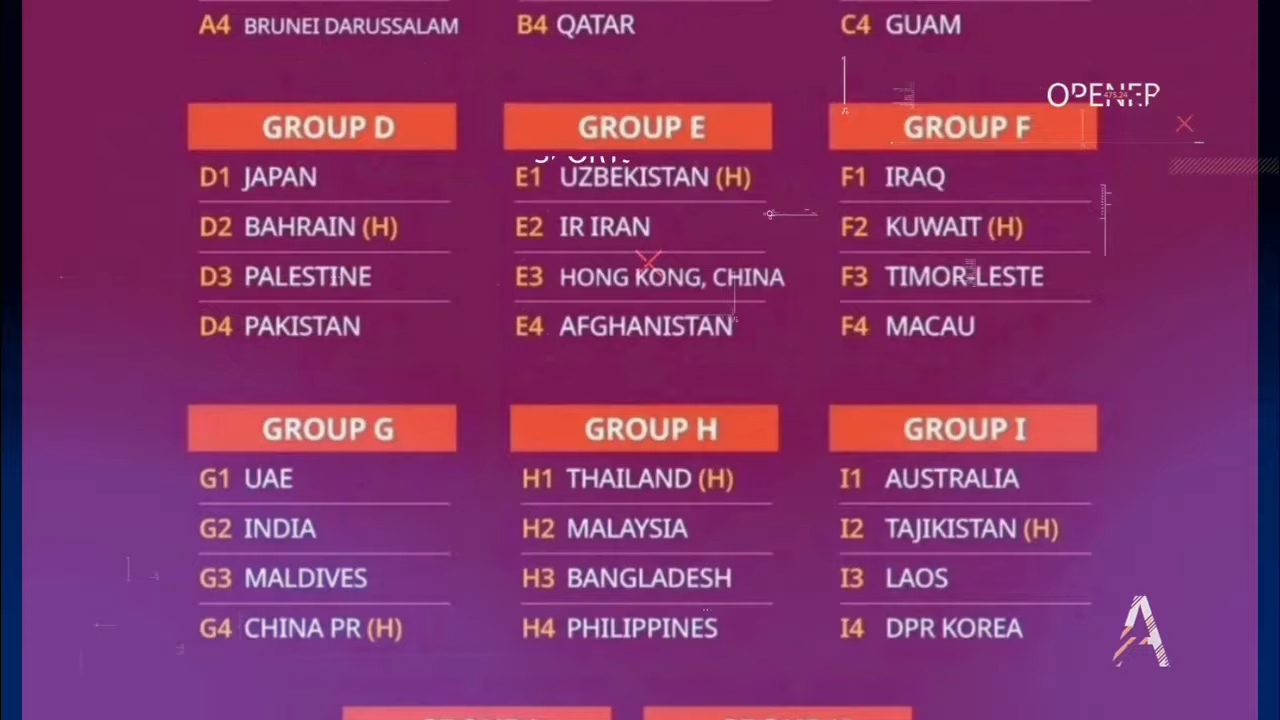 A4 BRUNEI DARUSSALAM
B4 QATAR
C4 GUAM
GROUP D
D1 JAPAN
D2 BAHRAIN (H)
D3 PALESTINE
D4 PAKISTAN
GROUP E
E1 UZBEKISTAN (H)
E2 IR IRAN
E3 HONG KONG, CHINA
E4 AFGHANISTAN
GROUP F
F1 IRAQ
F2 KUWAIT (H)
F3 TIMOR-LESTE
F4 MACAU
GROUP G
G1 UAE
G2 INDIA
G3 MALDIVES
G4 CHINA PR (H)
GROUP H
H1 THAILAND (H)
H2 MALAYSIA
H3 BANGLADESH
H4 PHILIPPINES
GROUP I
I1 AUSTRALIA
I2 TAJIKISTAN (H)
I3 LAOS
I4 DPR KOREA
A